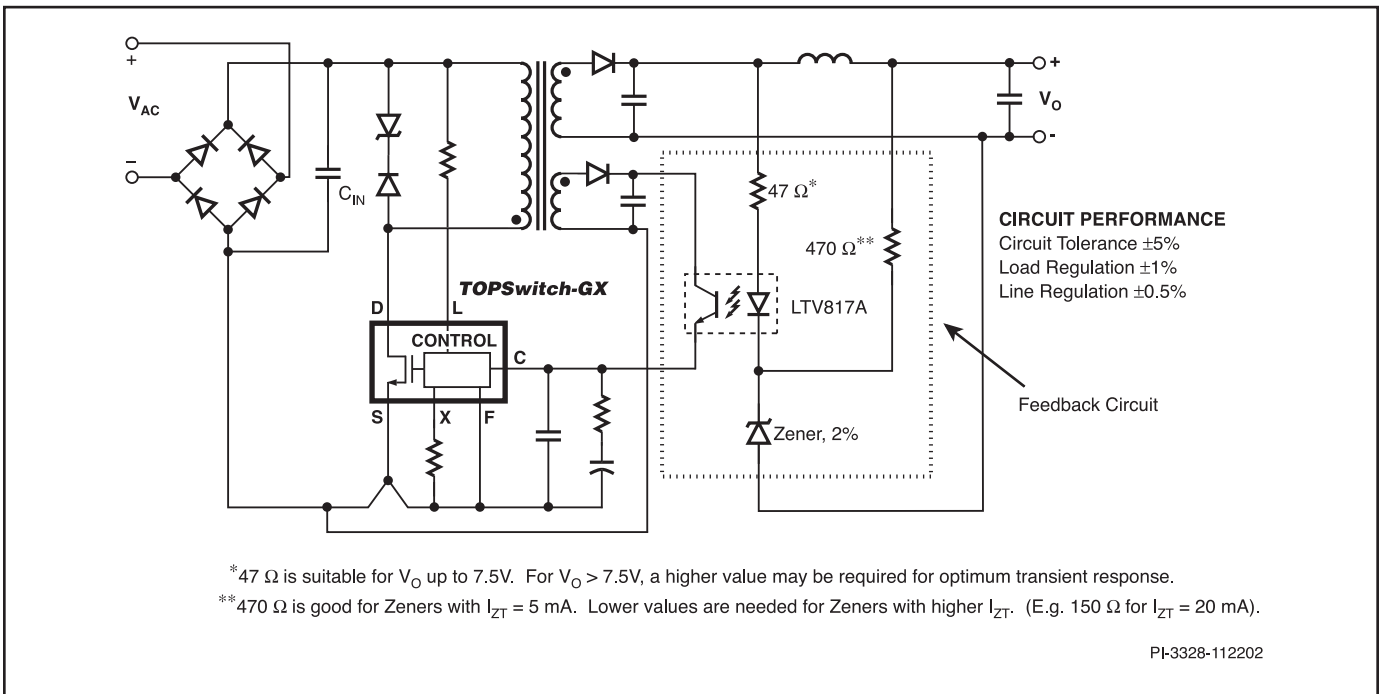 +
V_AC
–
C_IN
+
V_O
-
47 Ω*
470 Ω**
CIRCUIT PERFORMANCE
Circuit Tolerance ±5%
Load Regulation ±1%
Line Regulation ±0.5%
TOPSwitch-GX
D
L
CONTROL
C
S
X
F
LTV817A
Zener, 2%
Feedback Circuit
*47 Ω is suitable for V_O up to 7.5V. For V_O > 7.5V, a higher value may be required for optimum transient response.
**470 Ω is good for Zeners with I_ZT = 5 mA. Lower values are needed for Zeners with higher I_ZT. (E.g. 150 Ω for I_ZT = 20 mA).
PI-3328-112202